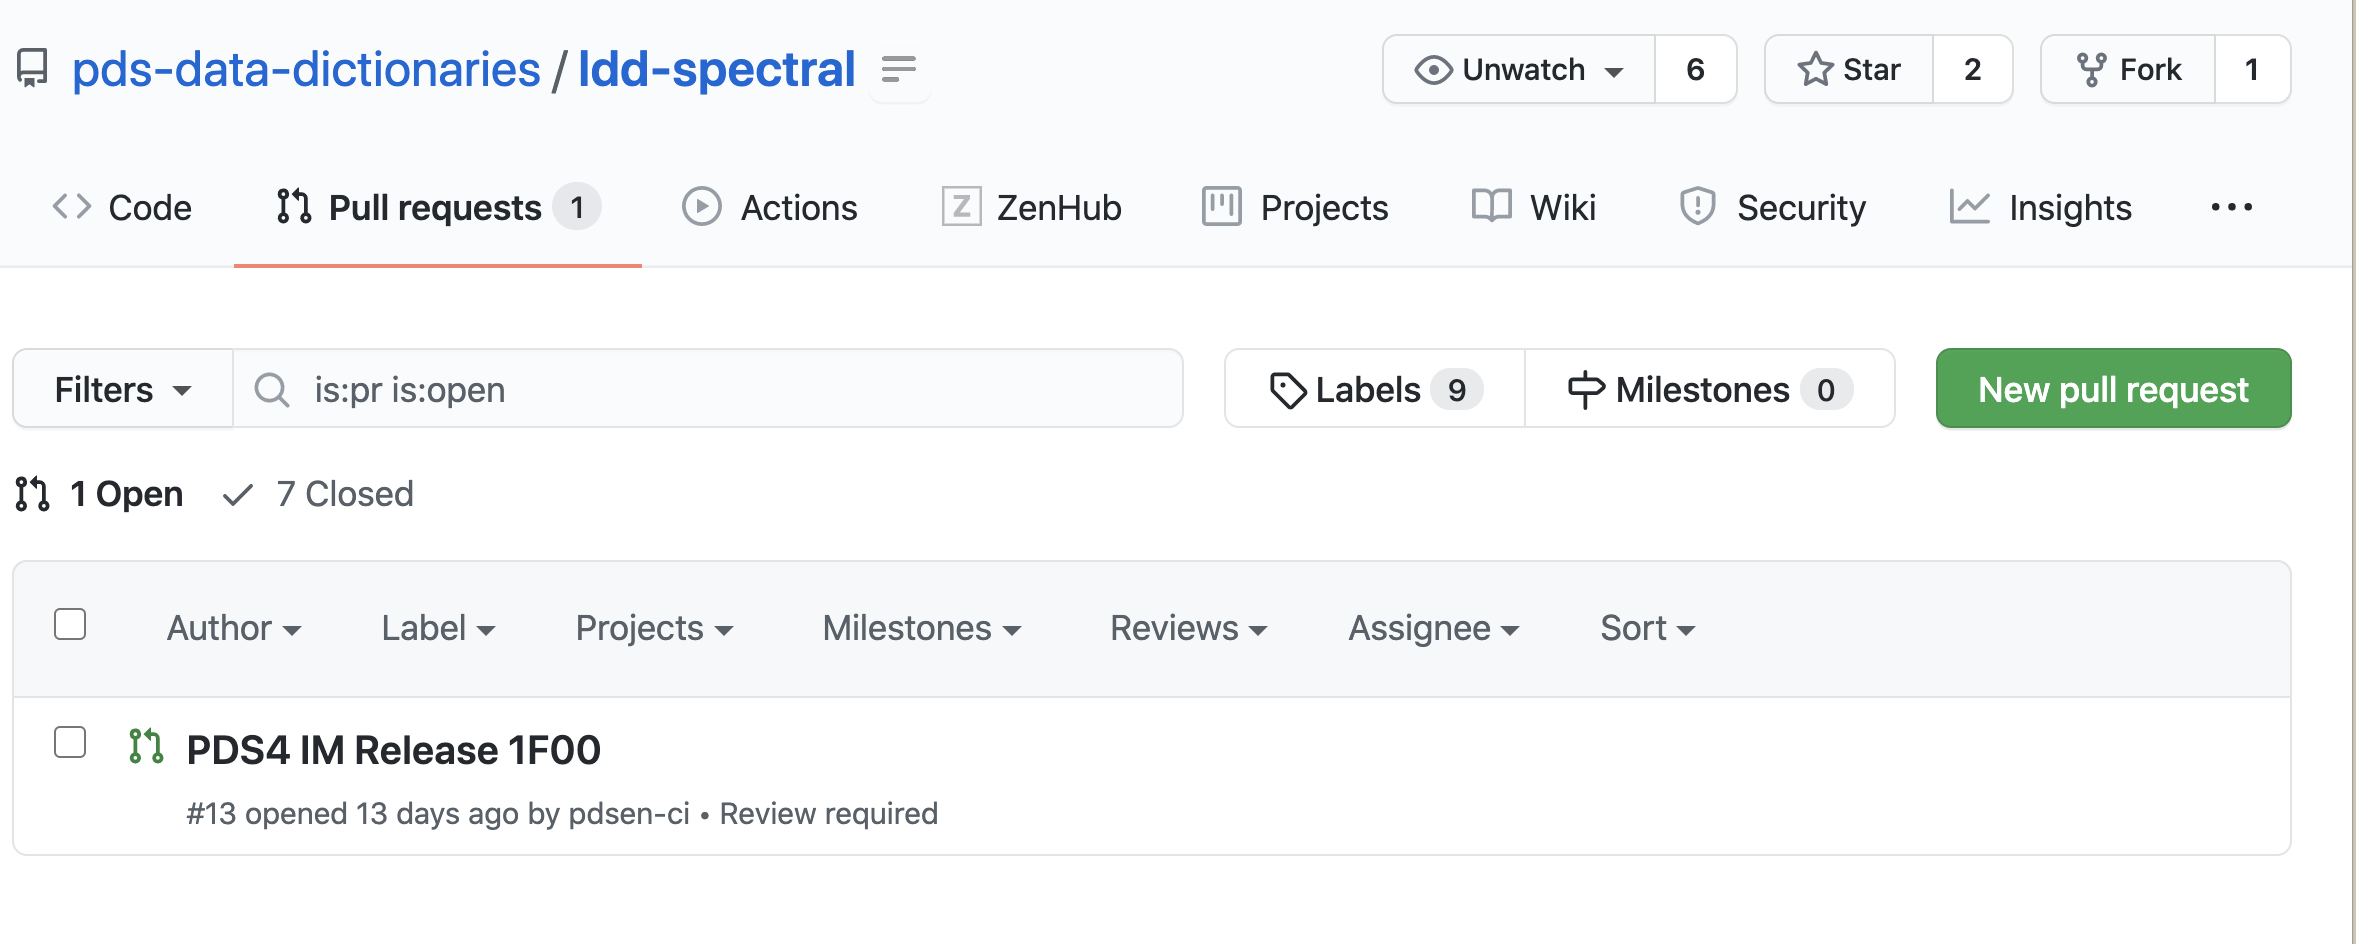 pds-data-dictionaries / ldd-spectral
Unwatch 6 Star 2 Fork 1
Code Pull requests 1 Actions Z ZenHub Projects Wiki Security Insights ...
Filters is:pr is:open Labels 9 Milestones 0 New pull request
1 Open 7 Closed
Author Label Projects Milestones Reviews Assignee Sort
PDS4 IM Release 1F00
#13 opened 13 days ago by pdsen-ci • Review required